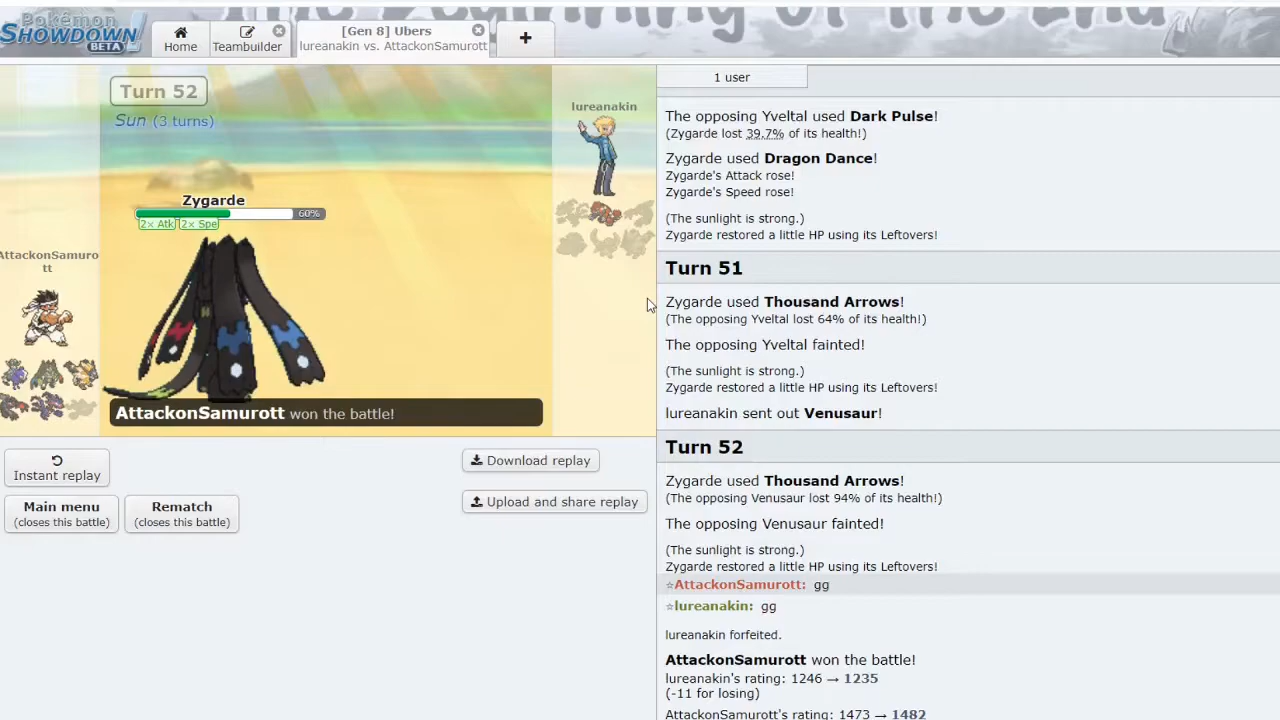 The Beginning of the End
Pokémon
SHOWDOWN!
BETA
Home
Teambuilder
[Gen 8] Ubers
lureanakin vs. AttackonSamurott
+
Turn 52
Sun (3 turns)
lureanakin
Zygarde
60%
2× Atk 2× Spe
AttackonSamuro
tt
AttackonSamurott won the battle!
Instant replay
Download replay
Upload and share replay
Main menu
(closes this battle)
Rematch
(closes this battle)
1 user
The opposing Yveltal used Dark Pulse!
(Zygarde lost 39.7% of its health!)
Zygarde used Dragon Dance!
Zygarde's Attack rose!
Zygarde's Speed rose!
(The sunlight is strong.)
Zygarde restored a little HP using its Leftovers!
Turn 51
Zygarde used Thousand Arrows!
(The opposing Yveltal lost 64% of its health!)
The opposing Yveltal fainted!
(The sunlight is strong.)
Zygarde restored a little HP using its Leftovers!
lureanakin sent out Venusaur!
Turn 52
Zygarde used Thousand Arrows!
(The opposing Venusaur lost 94% of its health!)
The opposing Venusaur fainted!
(The sunlight is strong.)
Zygarde restored a little HP using its Leftovers!
☆AttackonSamurott: gg
☆lureanakin: gg
lureanakin forfeited.
AttackonSamurott won the battle!
lureanakin's rating: 1246 → 1235
(-11 for losing)
AttackonSamurott's rating: 1473 → 1482